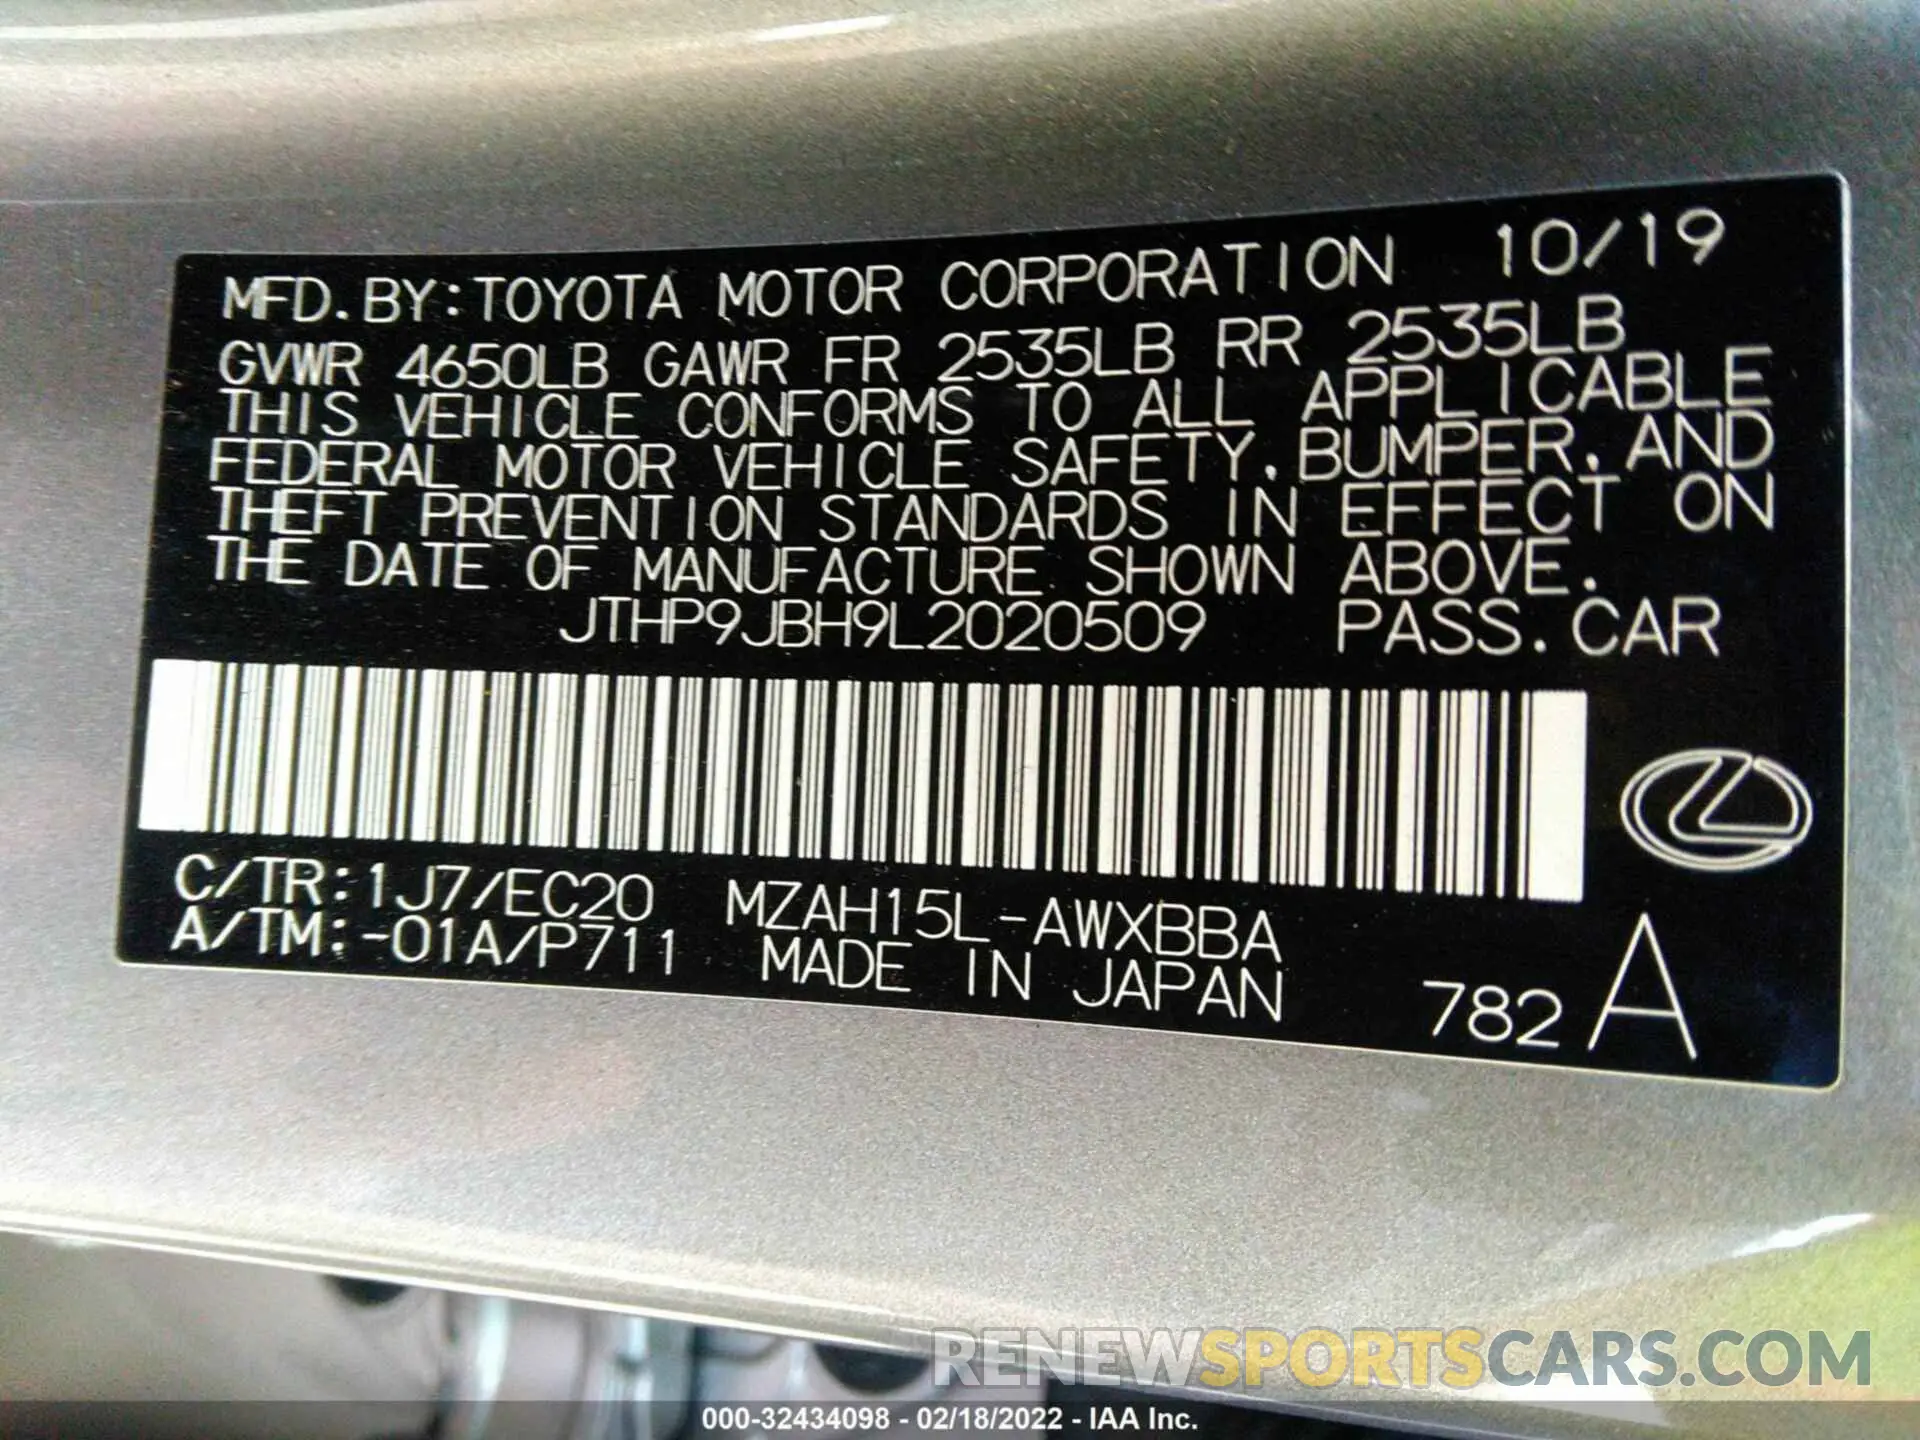 MFD. BY: TOYOTA MOTOR CORPORATION 10/19
GVWR 4650LB GAWR FR 2535LB RR 2535LB
THIS VEHICLE CONFORMS TO ALL APPLICABLE
FEDERAL MOTOR VEHICLE SAFETY, BUMPER, AND
THEFT PREVENTION STANDARDS IN EFFECT ON
THE DATE OF MANUFACTURE SHOWN ABOVE.
JTHP9JBH9L2020509 PASS. CAR
C/TR: 1J7/EC20 MZAH15L-AWXBBA
A/TM: -01A/P711 MADE IN JAPAN
782 A
RENEWSPORTSCARS.COM
000-32434098 - 02/18/2022 - IAA Inc.